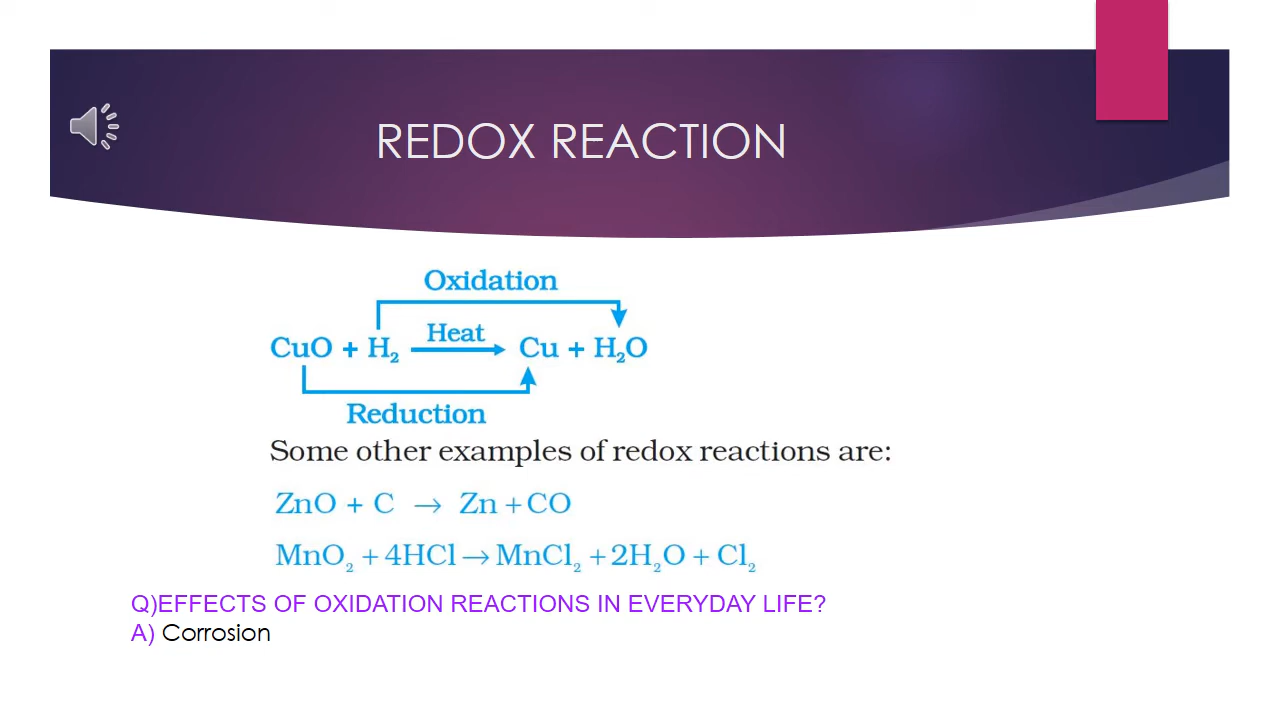 REDOX REACTION
Oxidation
Heat
CuO + H₂ → Cu + H₂O
Reduction
Some other examples of redox reactions are:
ZnO + C → Zn + CO
MnO₂ + 4HCl → MnCl₂ + 2H₂O + Cl₂
Q)EFFECTS OF OXIDATION REACTIONS IN EVERYDAY LIFE?
A) Corrosion